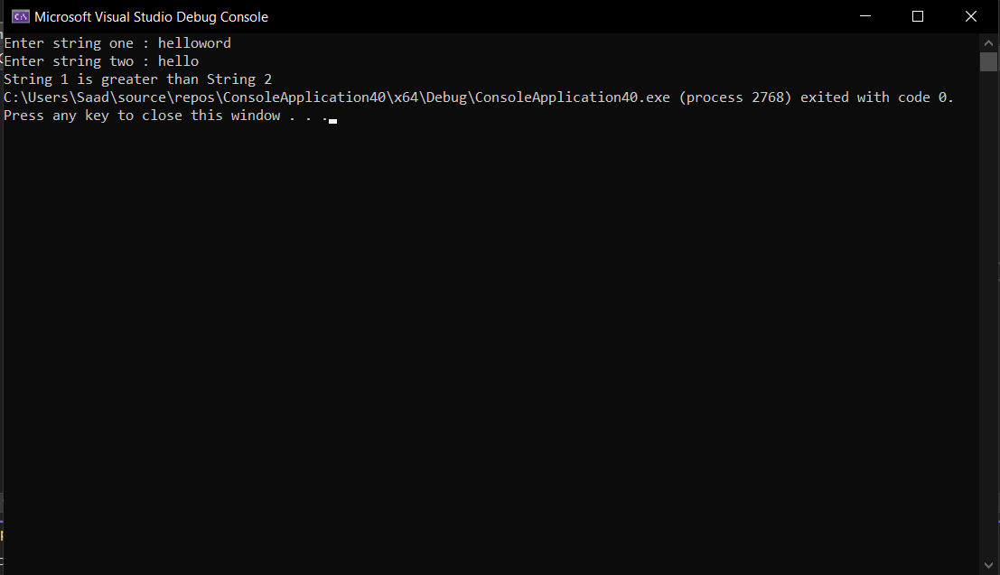 Microsoft Visual Studio Debug Console
Enter string one : helloword
Enter string two : hello
String 1 is greater than String 2
C:\Users\Saad\source\repos\ConsoleApplication40\x64\Debug\ConsoleApplication40.exe (process 2768) exited with code 0.
Press any key to close this window . . .